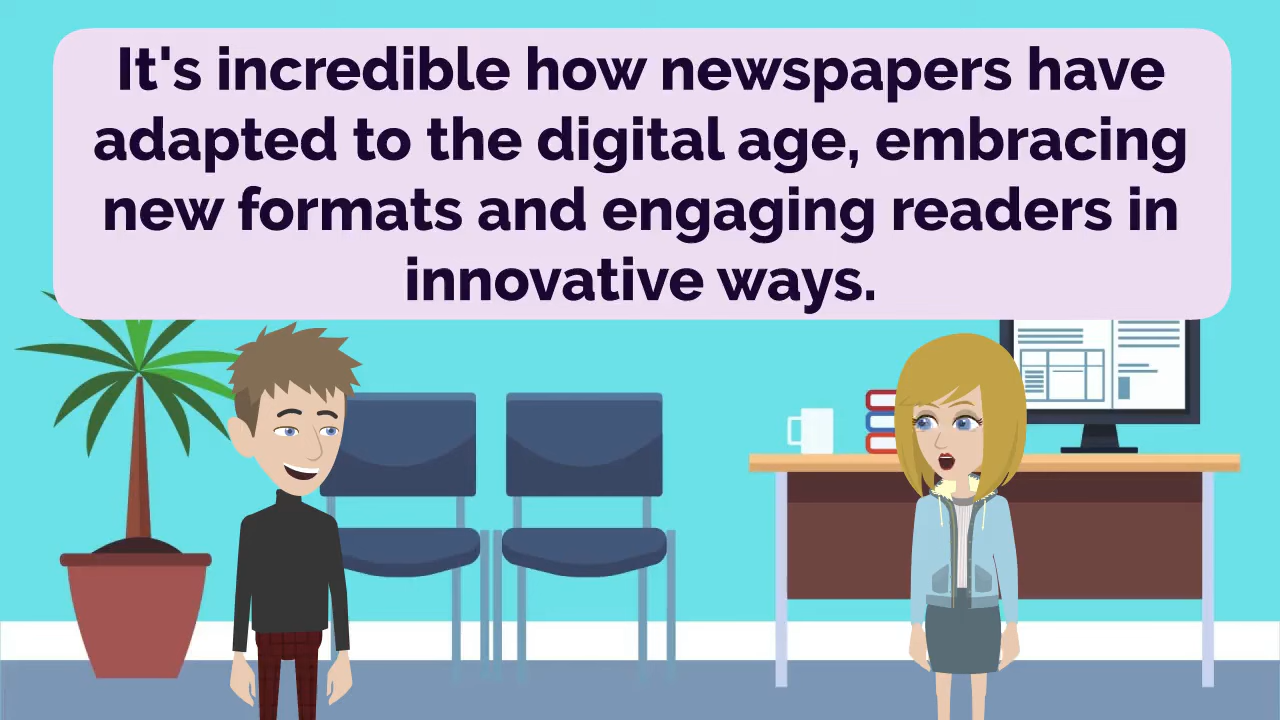 It's incredible how newspapers have
adapted to the digital age, embracing
new formats and engaging readers in
innovative ways.